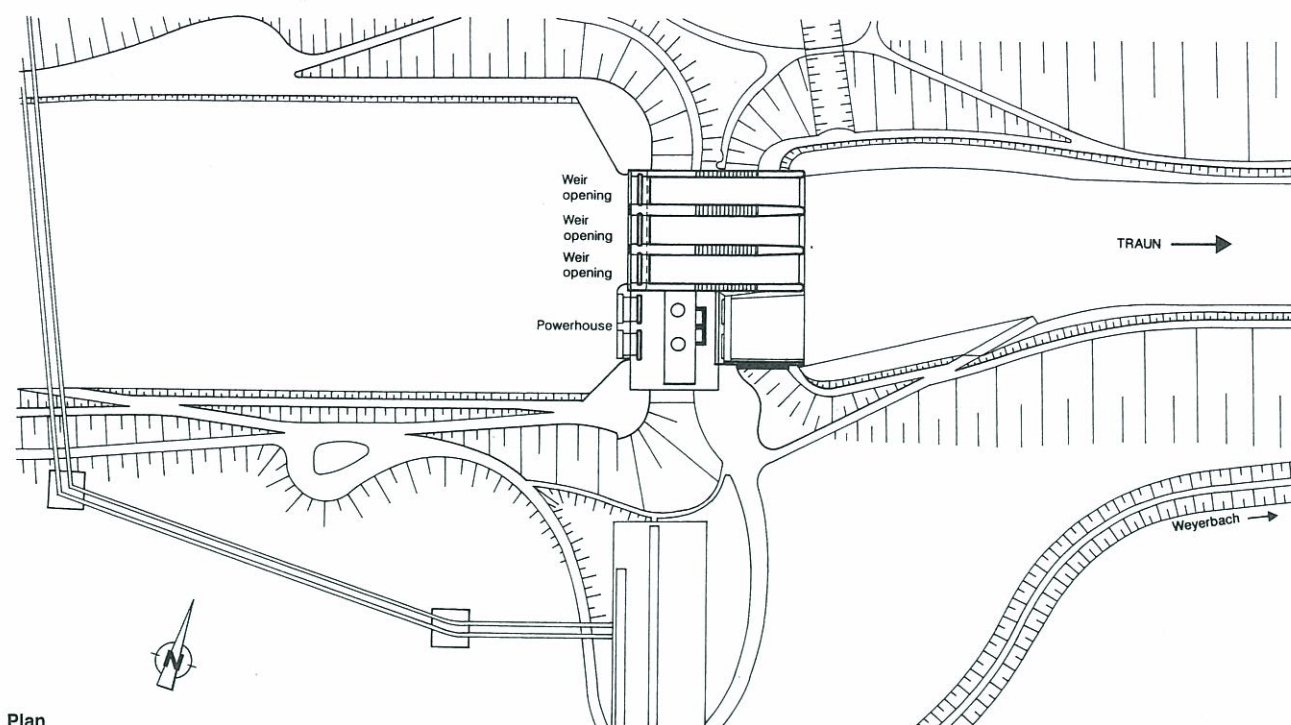 Weir
opening
Weir
opening
Weir
opening
Powerhouse
TRAUN
Weyerbach
N
Plan